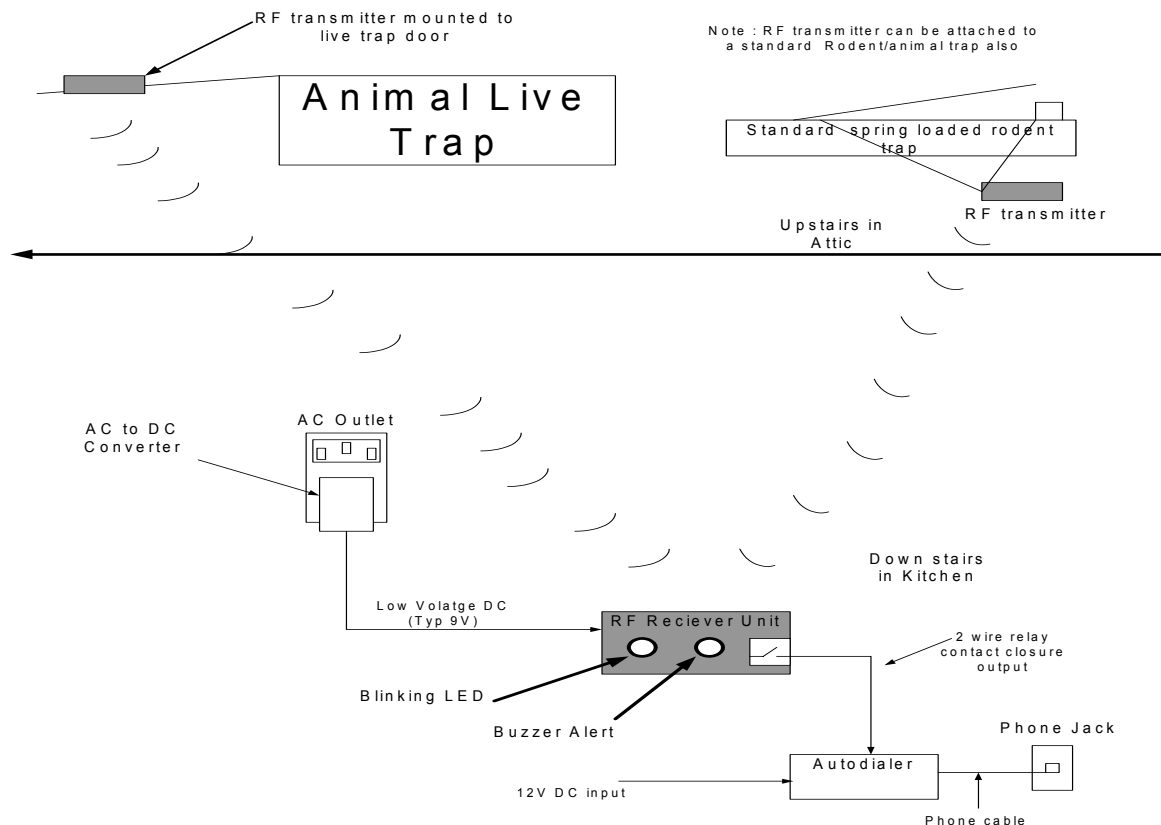 RF transmitter mounted to
live trap door
Note : RF transmitter can be attached to
a standard Rodent/animal trap also
Animal Live
Trap
Standard spring loaded rodent
trap
RF transmitter
Upstairs in
Attic
AC Outlet
AC to DC
Converter
Down stairs
in Kitchen
Low Volatge DC
(Typ 9V)
RF Reciever Unit
2 wire relay
contact closure
output
Blinking LED
Buzzer Alert
Phone Jack
Autodialer
12V DC input
Phone cable